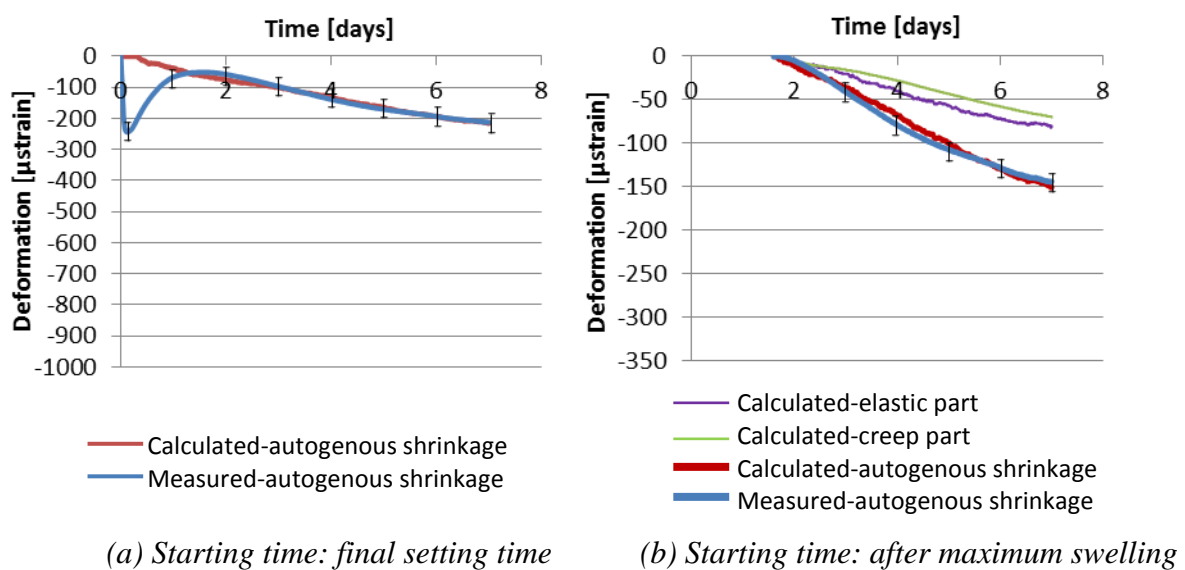 Time [days]
0
2
4
6
8
0
-100
-200
-300
-400
-500
-600
-700
-800
-900
-1000
Deformation [µstrain]
Calculated-autogenous shrinkage
Measured-autogenous shrinkage
(a) Starting time: final setting time
Time [days]
0
2
4
6
8
0
-50
-100
-150
-200
-250
-300
-350
Deformation [µstrain]
Calculated-elastic part
Calculated-creep part
Calculated-autogenous shrinkage
Measured-autogenous shrinkage
(b) Starting time: after maximum swelling